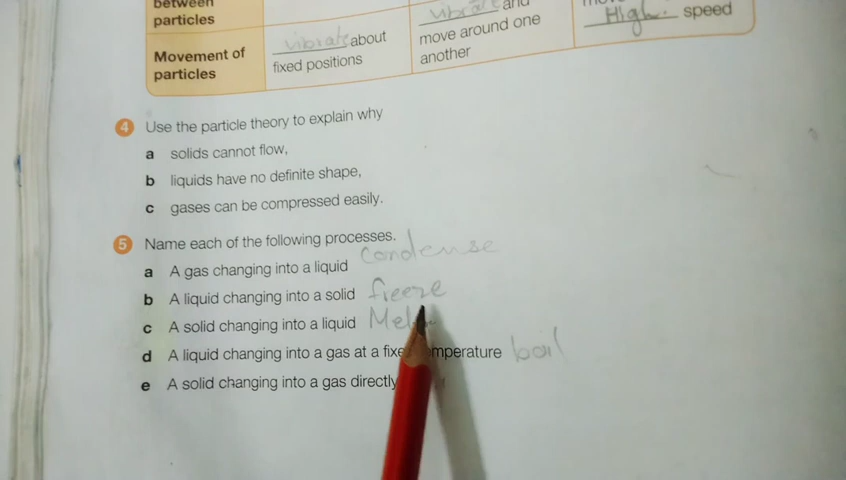 between
particles
vibrate and
move around one
another
High. speed
Movement of
particles
vibrate about
fixed positions
4 Use the particle theory to explain why
a solids cannot flow,
b liquids have no definite shape,
c gases can be compressed easily.
5 Name each of the following processes.
a A gas changing into a liquid condense
b A liquid changing into a solid freeze
c A solid changing into a liquid
d A liquid changing into a gas at a boil
e A solid changing into a gas directly